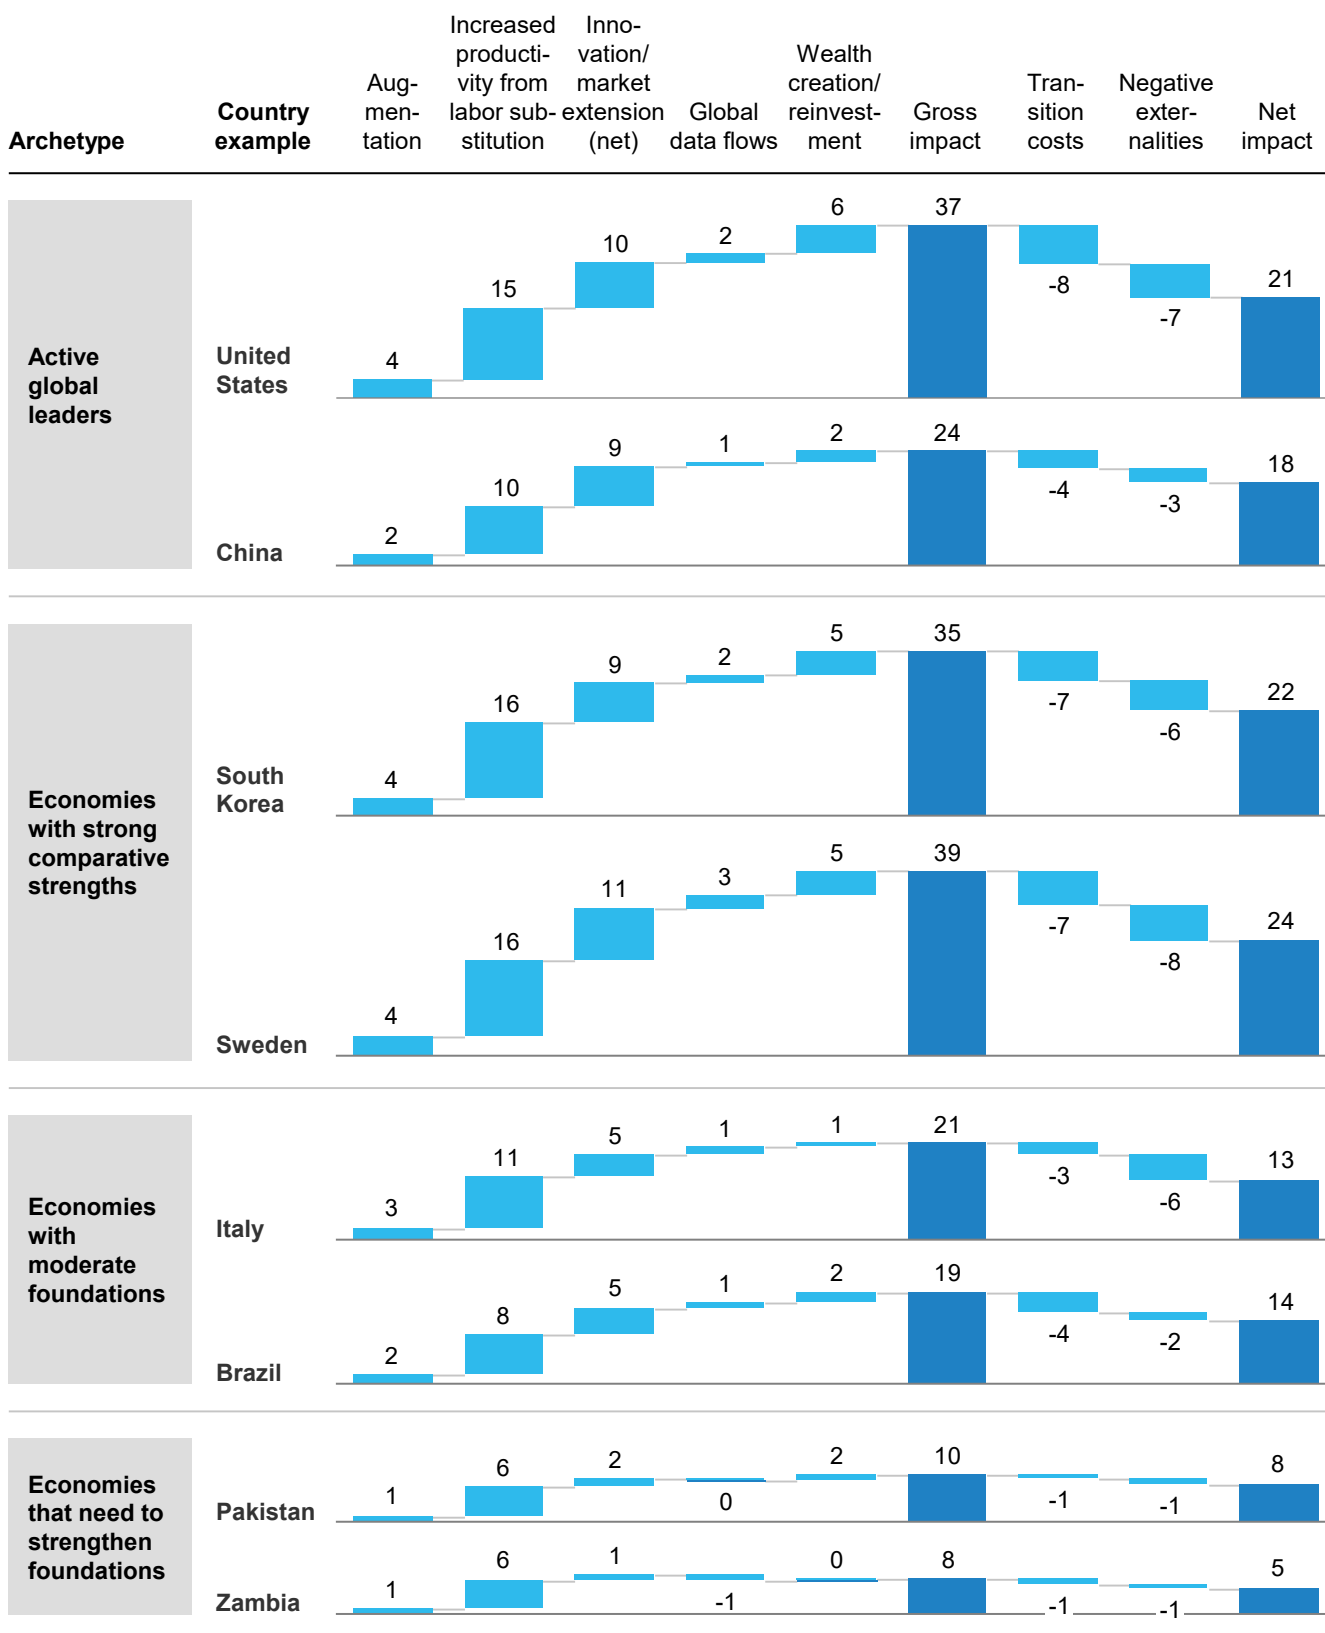 Archetype
Country
example
Aug-
men-
tation
Increased
producti-
vity from
labor sub-
stitution
Inno-
vation/
market
extension
(net)
Global
data flows
Wealth
creation/
reinvest-
ment
Gross
impact
Tran-
sition
costs
Negative
exter-
nalities
Net
impact
Active
global
leaders
United
States
4
15
10
2
6
37
-8
-7
21
China
2
10
9
1
2
24
-4
-3
18
Economies
with strong
comparative
strengths
South
Korea
4
16
9
2
5
35
-7
-6
22
Sweden
4
16
11
3
5
39
-7
-8
24
Economies
with
moderate
foundations
Italy
3
11
5
1
1
21
-3
-6
13
Brazil
2
8
5
1
2
19
-4
-2
14
Economies
that need to
strengthen
foundations
Pakistan
1
6
2
0
2
10
-1
-1
8
Zambia
1
6
1
-1
0
8
-1
-1
5